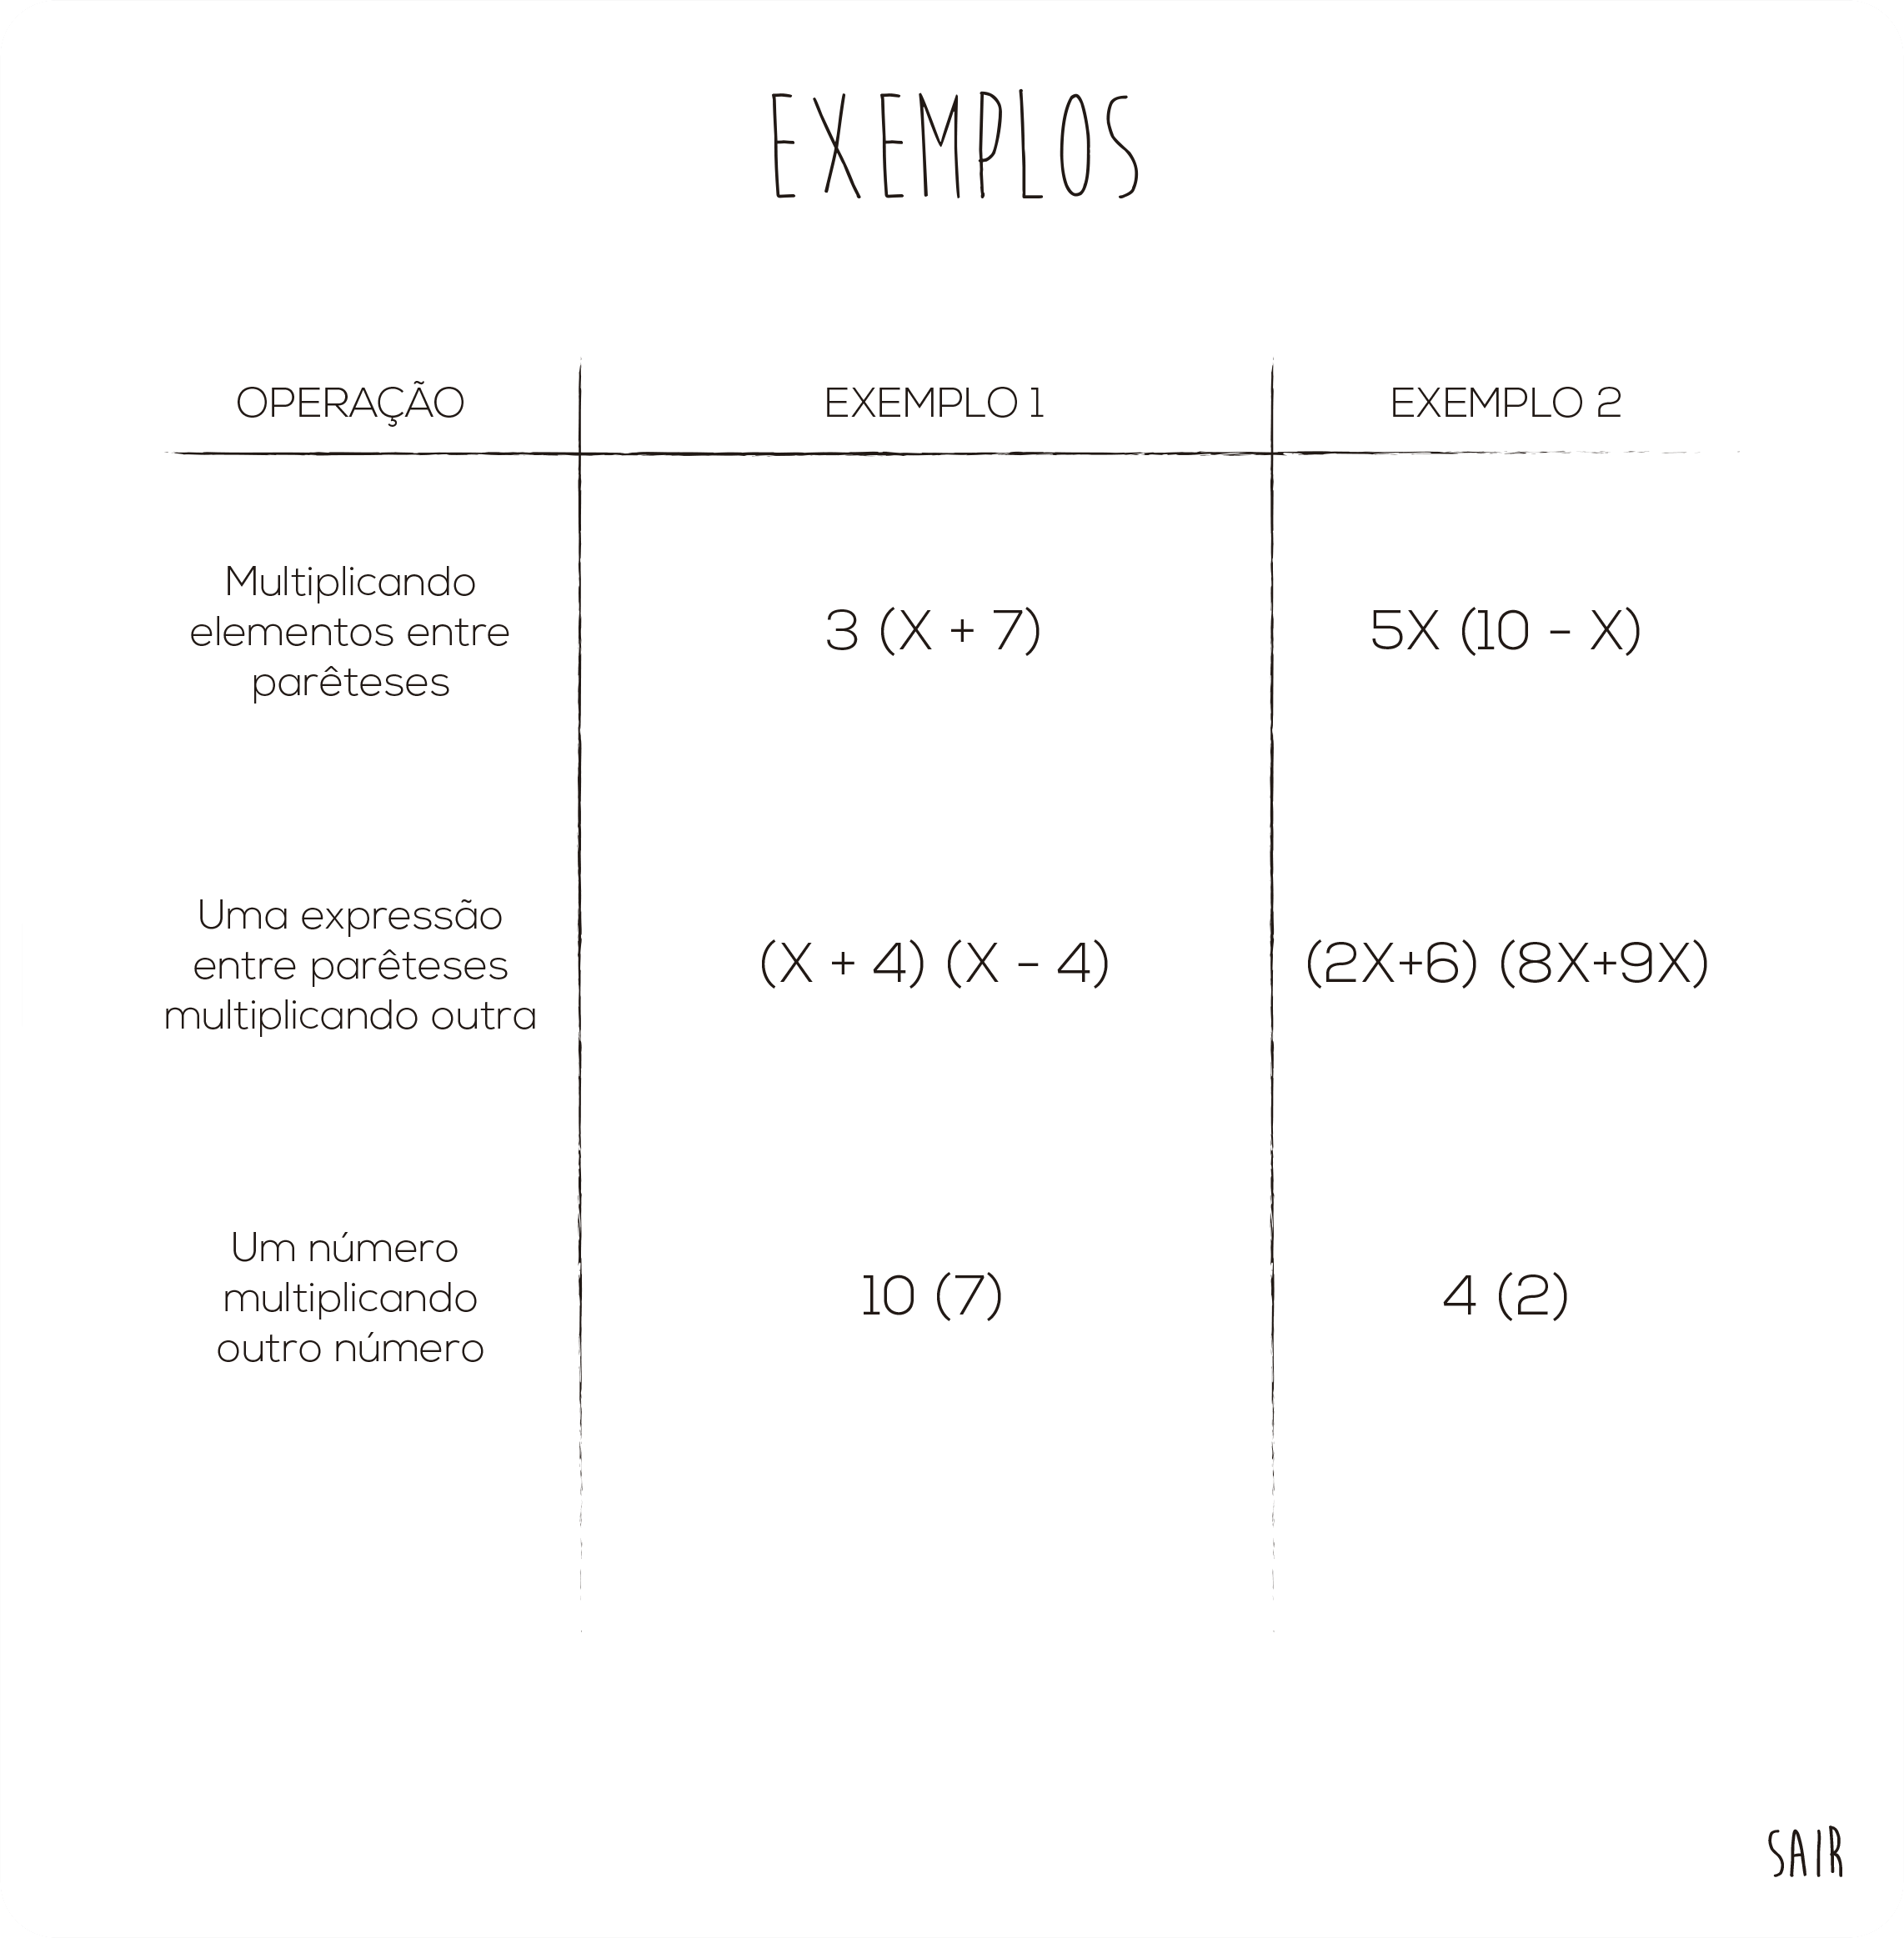 EXEMPLOS
OPERAÇÃO
EXEMPLO 1
EXEMPLO 2
Multiplicando
elementos entre
parêteses
3 (X + 7)
5X (10 - X)
Uma expressão
entre parêteses
multiplicando outra
(X + 4) (X - 4)
(2X+6) (8X+9X)
Um número
multiplicando
outro número
10 (7)
4 (2)
SAIR